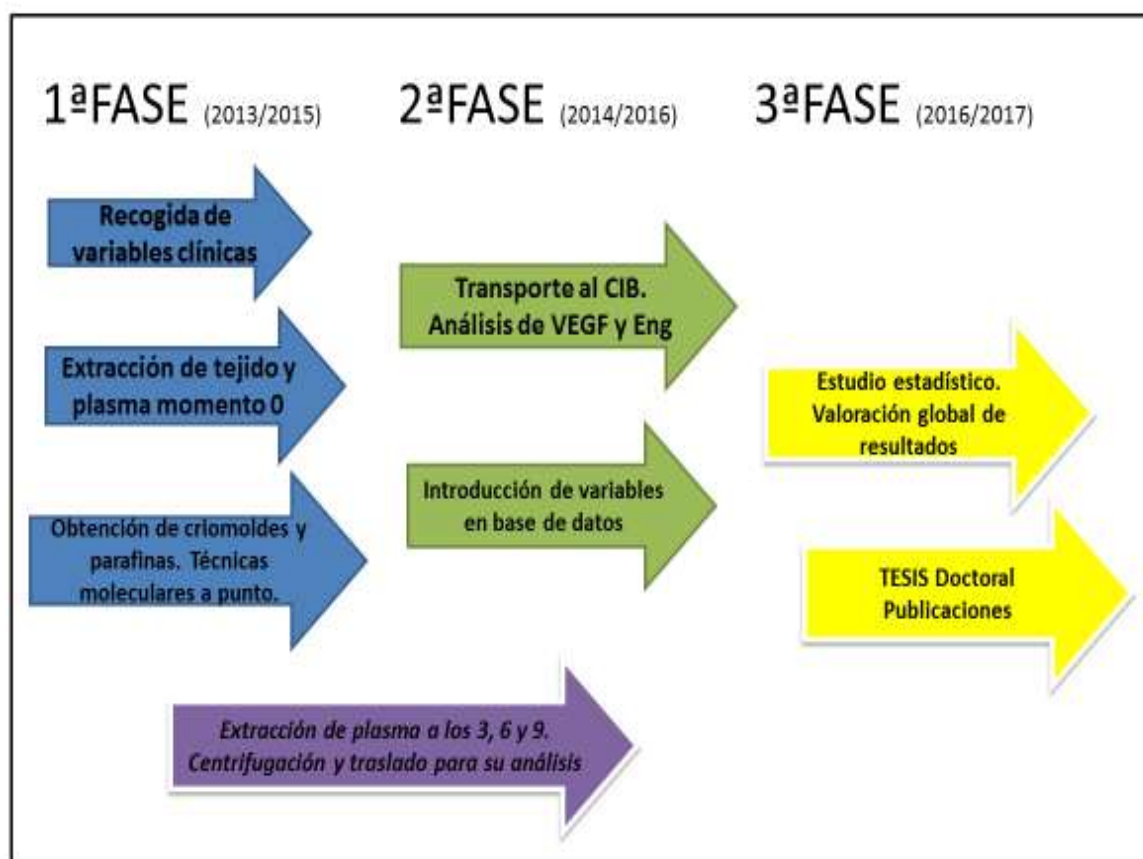 1ªFASE (2013/2015)
2ªFASE (2014/2016)
3ªFASE (2016/2017)
Recogida de
variables clínicas
Extracción de tejido y
plasma momento 0
Obtención de criomoides y
parafinas. Técnicas
moleculares a punto.
Transporte al CIB.
Análisis de VEGF y Eng
Introducción de variables
en base de datos
Estudio estadístico.
Valoración global de
resultados
TESIS Doctoral
Publicaciones
Extracción de plasma a los 3, 6 y 9.
Centrifugación y traslado para su análisis